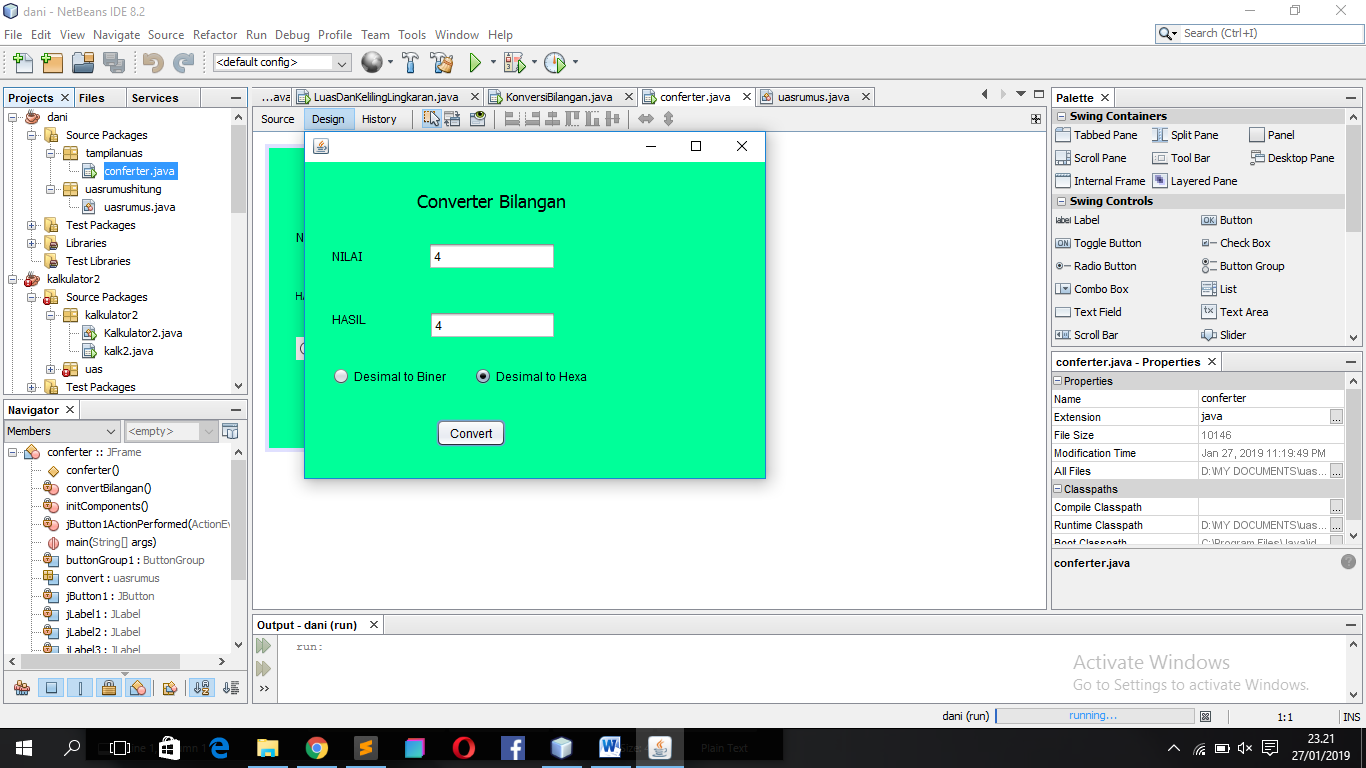 dani - NetBeans IDE 8.2
File Edit View Navigate Source Refactor Run Debug Profile Team Tools Window Help
Search (Ctrl+I)
<default config>
Projects Files Services
dani
Source Packages
tampilanuas
conferter.java
uasrumushitung
uasrumus.java
Test Packages
Libraries
Test Libraries
kalkulator2
Source Packages
kalkulator2
Kalkulator2.java
kalk2.java
uas
Test Packages
Navigator
Members <empty>
conferter :: JFrame
conferter()
convertBilangan()
initComponents()
jButton1ActionPerformed(ActionEv
main(String[] args)
buttonGroup1 : ButtonGroup
convert : uasrumus
jButton1 : JButton
jLabel1 : JLabel
jLabel2 : JLabel
jLabel3 : JLabel
...ava LuasDanKelilingLingkaran.java KonversiBilangan.java conferter.java uasrumus.java
Source Design History
Converter Bilangan
NILAI 4
HASIL 4
Desimal to Biner Desimal to Hexa
Convert
Output - dani (run)
run:
Palette
Swing Containers
Tabbed Pane Split Pane Panel
Scroll Pane Tool Bar Desktop Pane
Internal Frame Layered Pane
Swing Controls
Label Button
Toggle Button Check Box
Radio Button Button Group
Combo Box List
Text Field Text Area
Scroll Bar Slider
conferter.java - Properties
Properties
Name conferter
Extension java
File Size 10146
Modification Time Jan 27, 2019 11:19:49 PM
All Files D:\MY DOCUMENTS\uas...
Classpaths
Compile Classpath
Runtime Classpath D:\MY DOCUMENTS\uas...
Boot Classpath C:\Program Files\Java\jd
conferter.java
Activate Windows
Go to Settings to activate Windows.
dani (run) running... 1:1 INS
Plain Text
23.21
27/01/2019